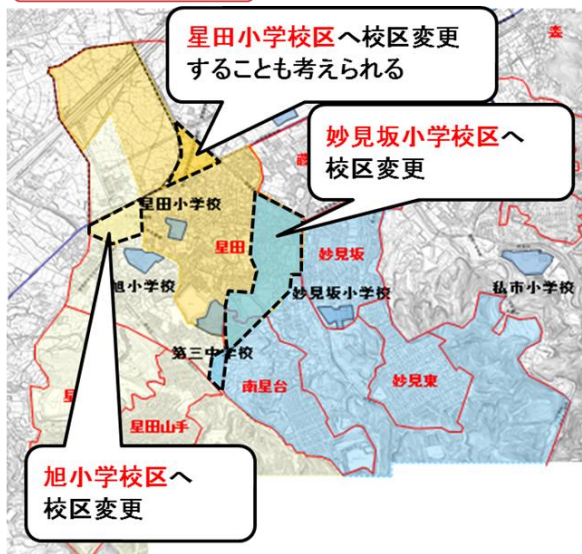 星田小学校区へ校区変更
することも考えられる
妙見坂小学校区へ
校区変更
星田小学校
星田
妙見坂
旭小学校
妙見坂小学校
私市小学校
第三中学校
南星台
妙見東
星田山手
旭小学校区へ
校区変更